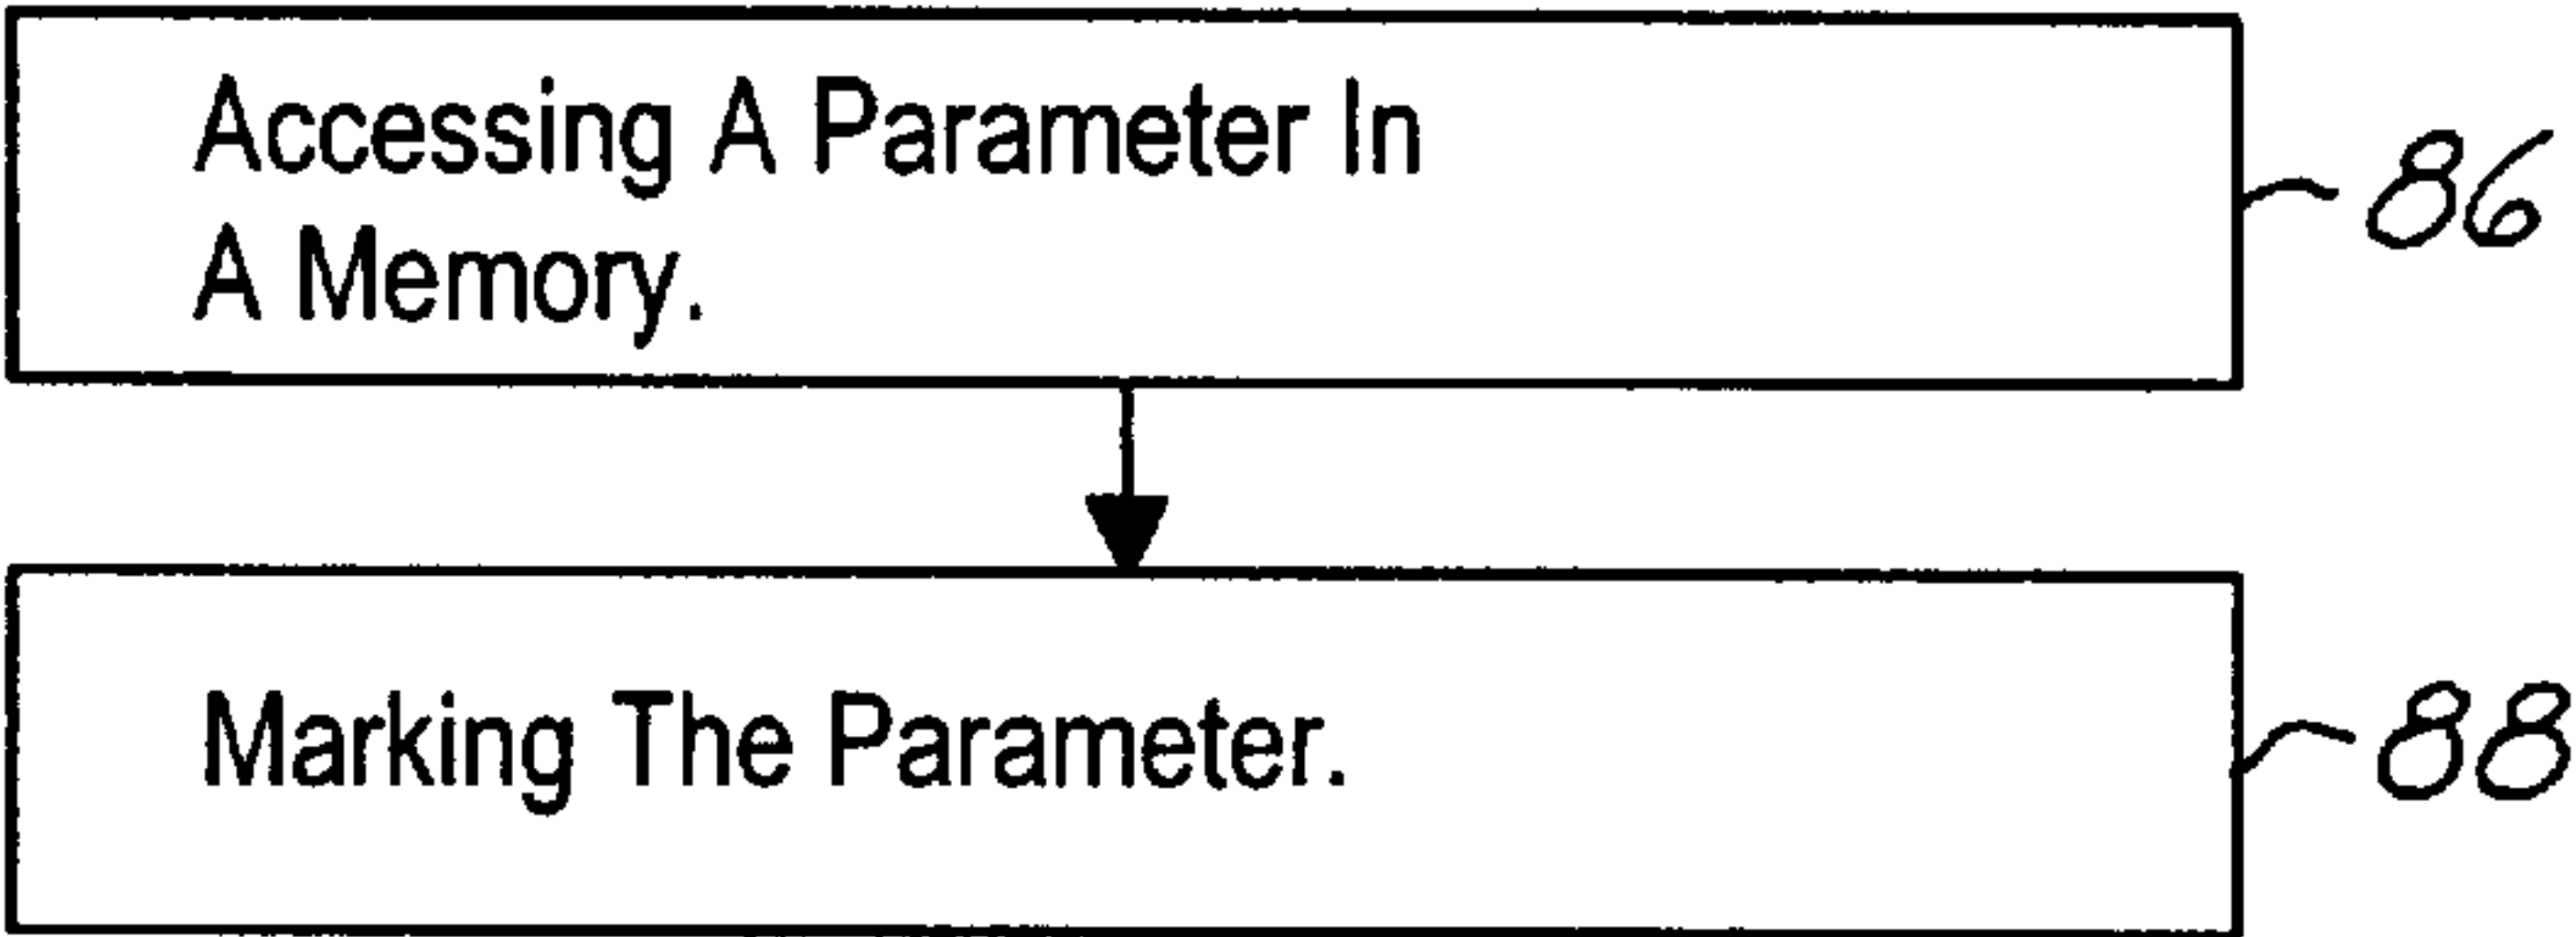 Accessing A Parameter In
A Memory.
86
Marking The Parameter.
88